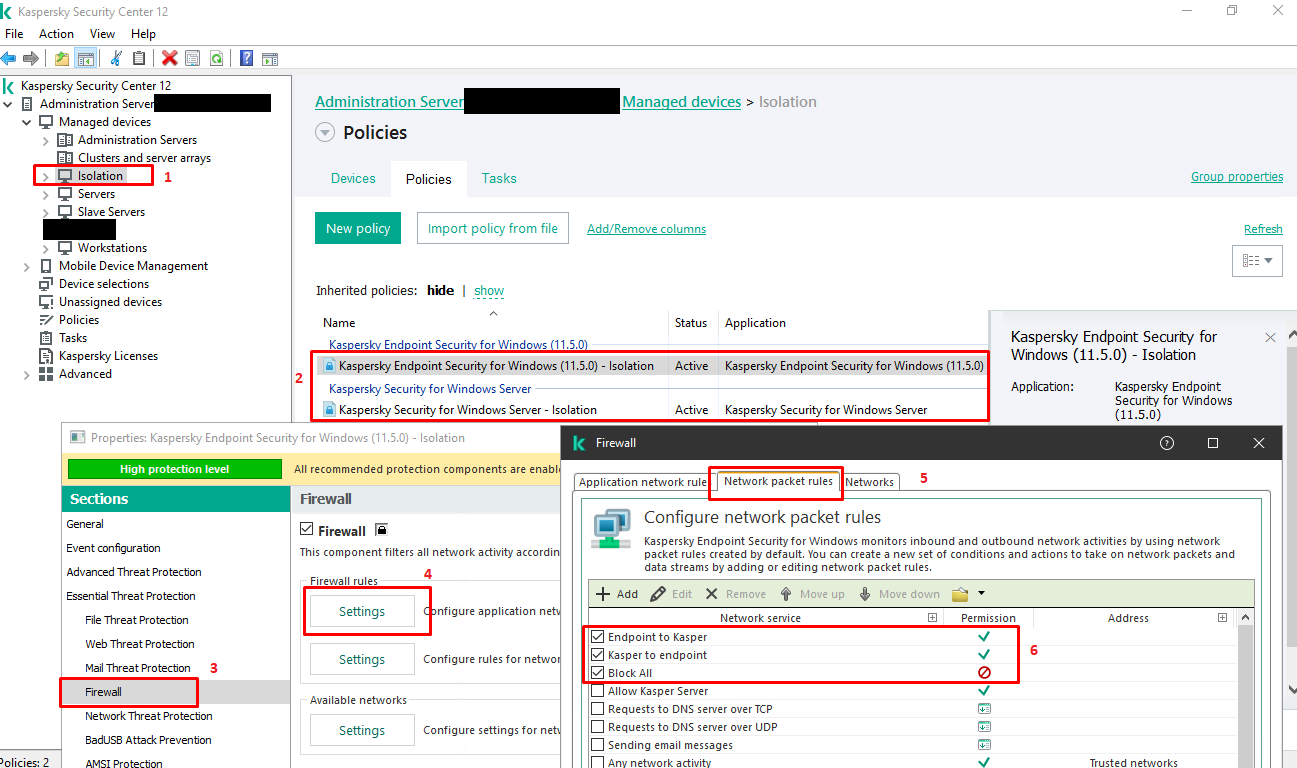 Kaspersky Security Center 12
File Action View Help
Kaspersky Security Center 12
Administration Server
Managed devices
Administration Servers
Clusters and server arrays
Isolation 1
Servers
Slave Servers
Workstations
Mobile Device Management
Device selections
Unassigned devices
Policies
Tasks
Kaspersky Licenses
Advanced
Administration Server Managed devices > Isolation
Policies
Devices Policies Tasks
Group properties
New policy Import policy from file Add/Remove columns
Refresh
Inherited policies: hide | show
Name Status Application
Kaspersky Endpoint Security for Windows (11.5.0)
2 Kaspersky Endpoint Security for Windows (11.5.0) - Isolation Active Kaspersky Endpoint Security for Windows (11.5.0)
Kaspersky Security for Windows Server
Kaspersky Security for Windows Server - Isolation Active Kaspersky Security for Windows Server
Kaspersky Endpoint Security for
Windows (11.5.0) - Isolation
Application: Kaspersky Endpoint
Security for Windows
(11.5.0)
Properties: Kaspersky Endpoint Security for Windows (11.5.0) - Isolation
High protection level All recommended protection components are enable
Sections
General
Event configuration
Advanced Threat Protection
Essential Threat Protection
File Threat Protection
Web Threat Protection
Mail Threat Protection 3
Firewall
Network Threat Protection
BadUSB Attack Prevention
AMSI Protection
Firewall
Firewall
This component filters all network activity accordin
Firewall rules 4
Settings Configure application netw
Settings Configure rules for networ
Available networks
Settings Configure settings for netw
Firewall
Application network rule Network packet rules Networks 5
Configure network packet rules
Kaspersky Endpoint Security for Windows monitors inbound and outbound network activities by using network
packet rules created by default. You can create a new set of conditions and actions to take on network packets and
data streams by adding or editing network packet rules.
Add Edit Remove Move up Move down
Network service Permission Address
Endpoint to Kasper
Kasper to endpoint 6
Block All
Allow Kasper Server
Requests to DNS server over TCP
Requests to DNS server over UDP
Sending email messages
Any network activity Trusted networks
Policies: 2